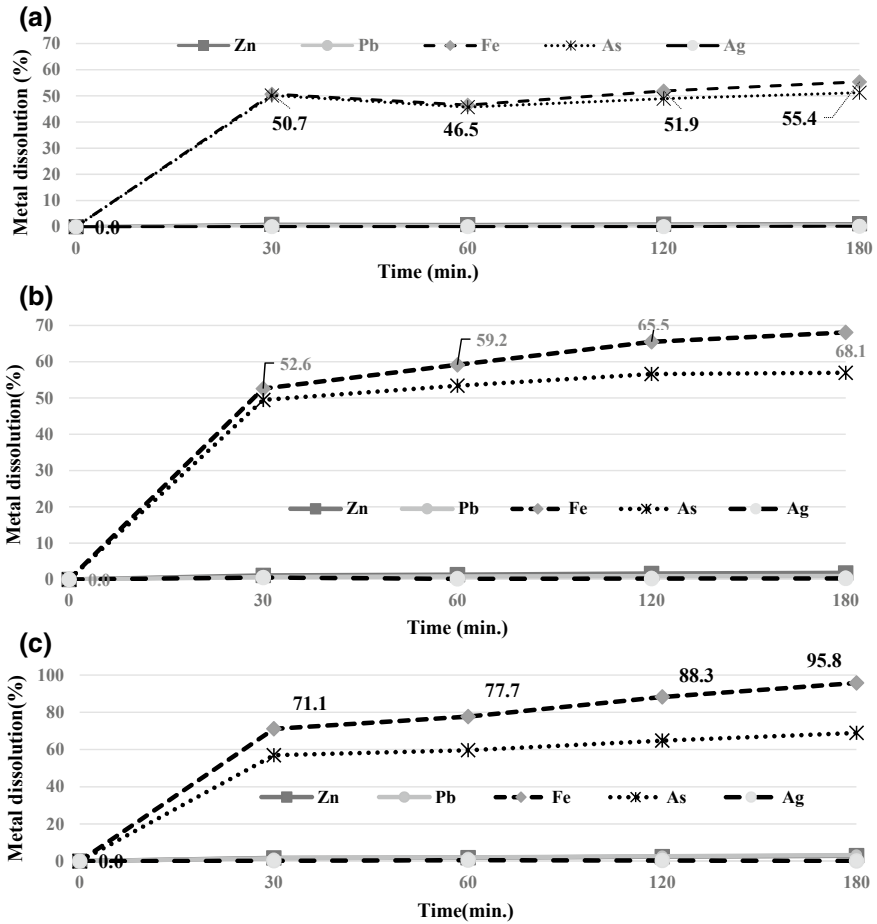 (a)
Zn Pb Fe As Ag
Metal dissolution (%)
70
60
50
40
30
20
10
0
50.7 46.5 51.9 55.4
0.0
0 30 60 120 180
Time (min.)
(b)
Metal dissolution(%)
70
60
50
40
30
20
10
0
52.6 59.2 65.5 68.1
Zn Pb Fe As Ag
0.0
0 30 60 120 180
Time (min.)
(c)
Metal dissolution(%)
100
80
60
40
20
0
71.1 77.7 88.3 95.8
Zn Pb Fe As Ag
0.0
0 30 60 120 180
Time(min.)